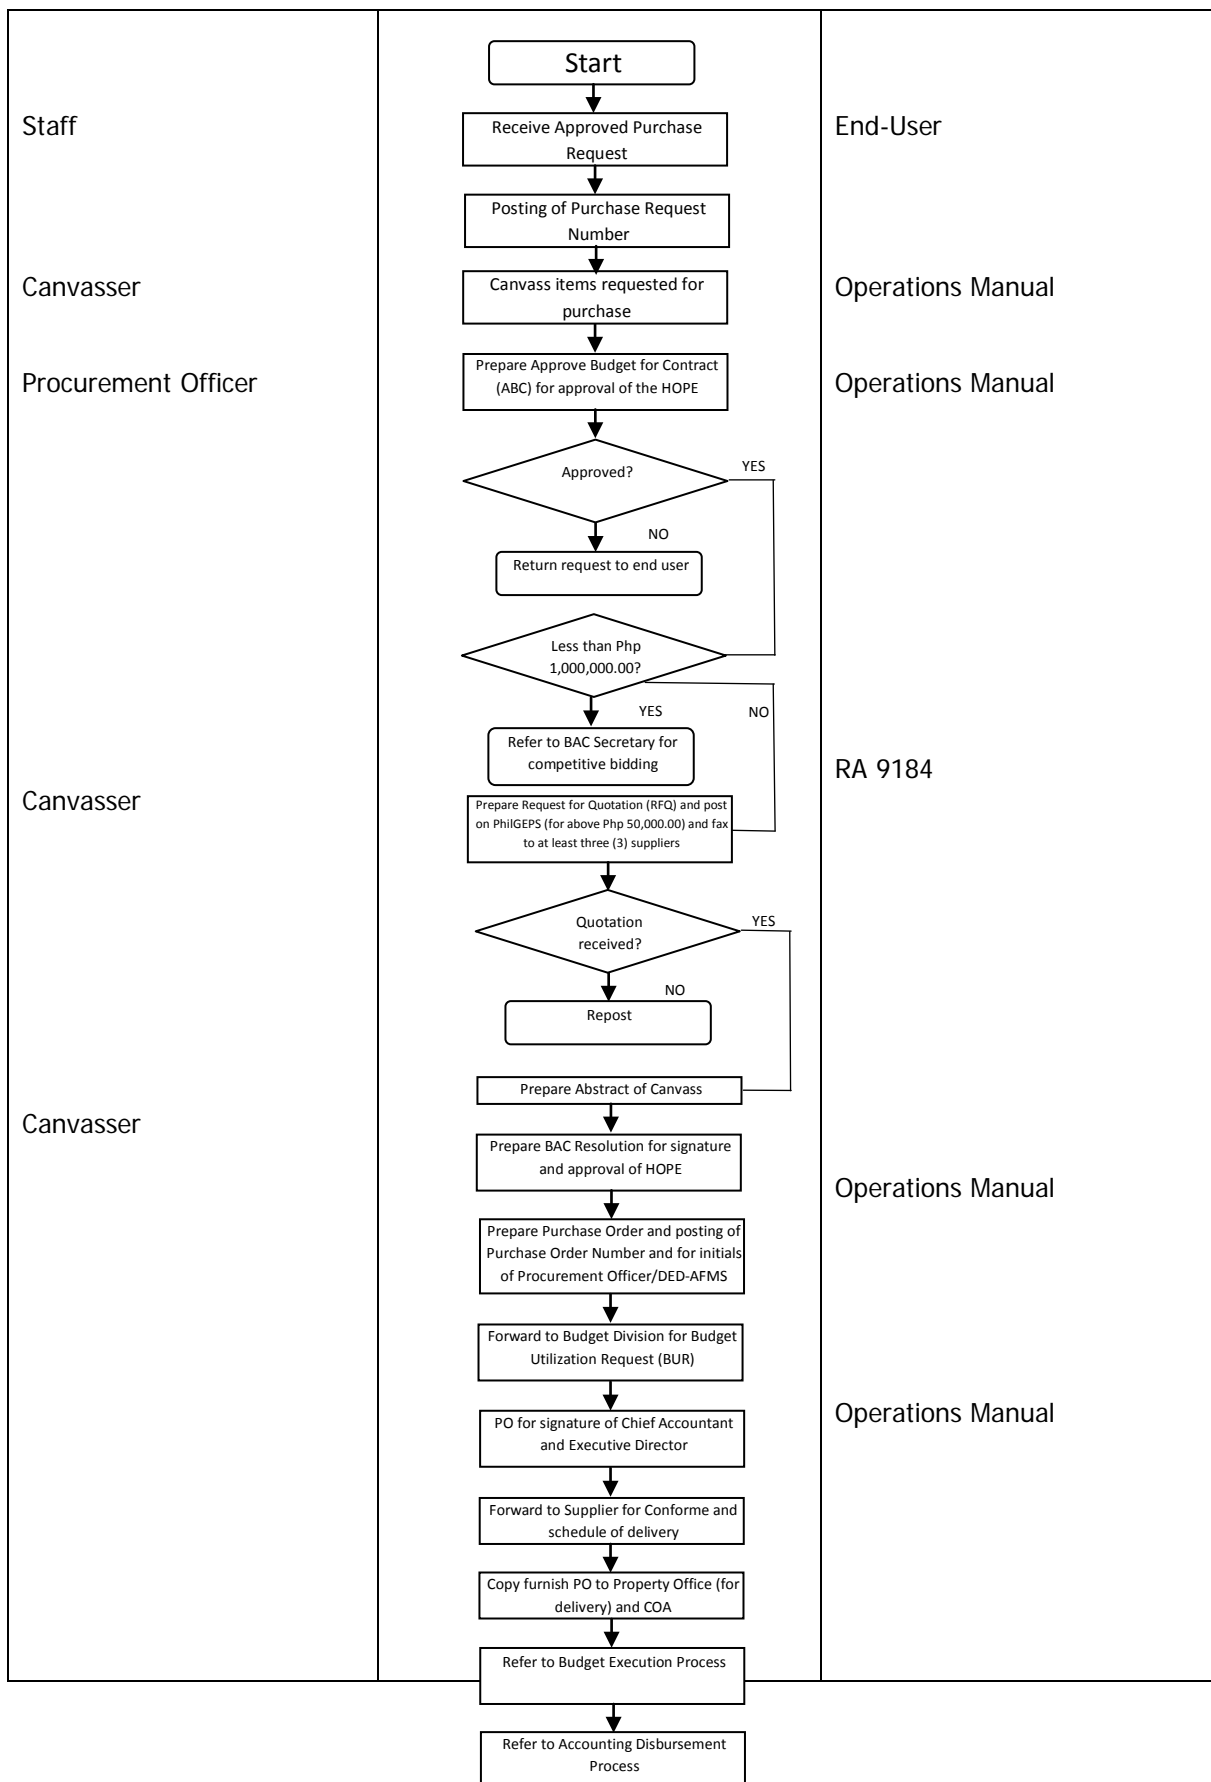 Start
Staff
Receive Approved Purchase
Request
End-User
Posting of Purchase Request
Number
Canvasser
Canvass items requested for
purchase
Operations Manual
Procurement Officer
Prepare Approve Budget for Contract
(ABC) for approval of the HOPE
Operations Manual
Approved?
YES
NO
Return request to end user
Less than Php
1,000,000.00?
YES
NO
Refer to BAC Secretary for
competitive bidding
RA 9184
Canvasser
Prepare Request for Quotation (RFQ) and post
on PhilGEPS (for above Php 50,000.00) and fax
to at least three (3) suppliers
Quotation
received?
YES
NO
Repost
Prepare Abstract of Canvass
Canvasser
Prepare BAC Resolution for signature
and approval of HOPE
Operations Manual
Prepare Purchase Order and posting of
Purchase Order Number and for initials
of Procurement Officer/DED-AFMS
Forward to Budget Division for Budget
Utilization Request (BUR)
Operations Manual
PO for signature of Chief Accountant
and Executive Director
Forward to Supplier for Conforme and
schedule of delivery
Copy furnish PO to Property Office (for
delivery) and COA
Refer to Budget Execution Process
Refer to Accounting Disbursement
Process